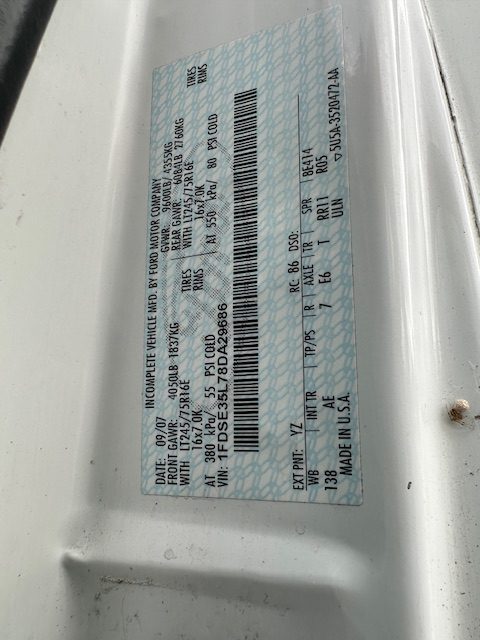 INCOMPLETE VEHICLE MFD. BY FORD MOTOR COMPANY
DATE: 09/07 GVWR: 9600LB/ 4355KG
FRONT GAWR: 4050LB 1837KG REAR GAWR: 6084LB 2760KG
WITH LT245/75R16E TIRES WITH LT245/75R16E TIRES
16x7.0K RIMS 16x7.0K RIMS
AT 380 kPa/ 55 PSI COLD AT 550 kPa/ 80 PSI COLD
VIN: 1FDSE35L78DA29686
EXT PNT: YZ RC: 86 DSO:
WB INT TR TP/PS R AXLE TR SPR
138 AE 7 E6 T RR11 B6414
MADE IN U.S.A. ULN R05
▽5U5A-3520472-AA